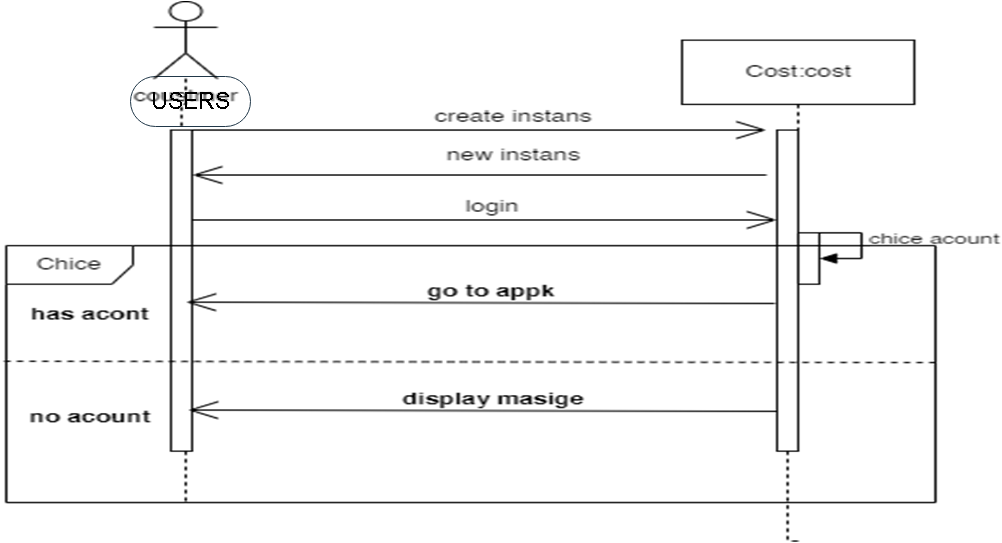 USERS
Cost:cost
create instans
new instans
login
chice acount
Chice
go to appk
has acont
display masige
no acount